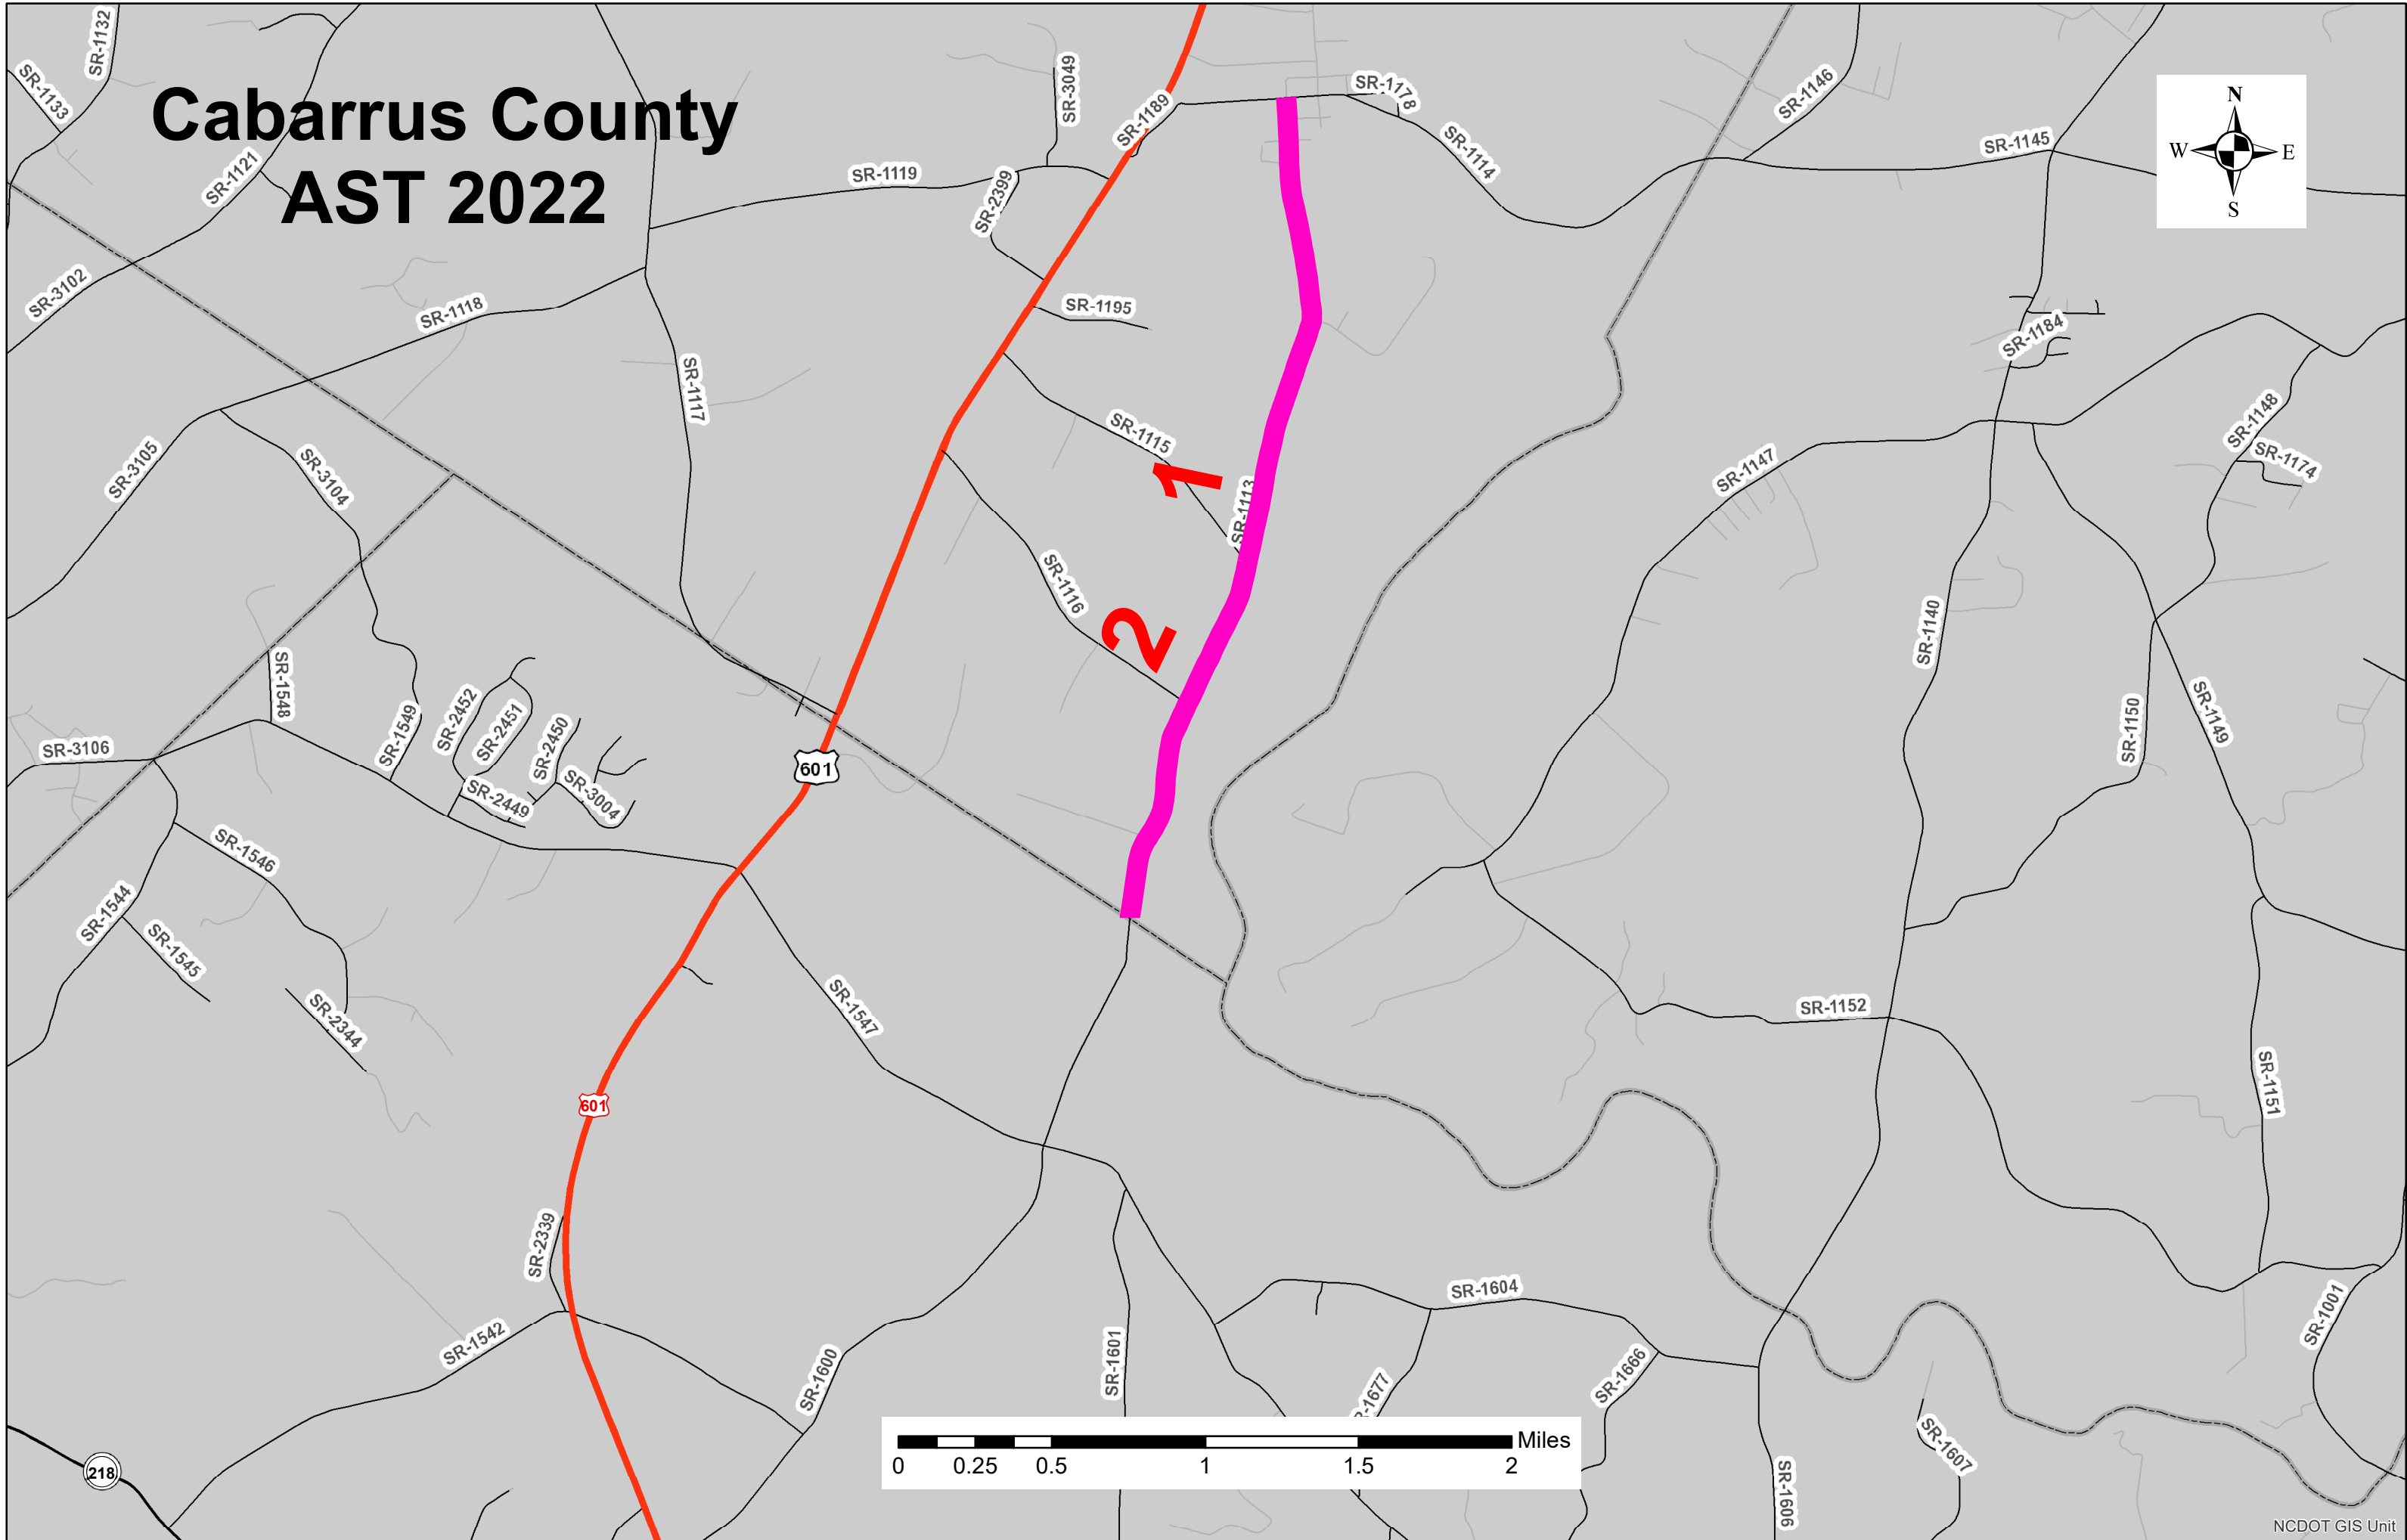 Cabarrus County
AST 2022
SR-1132
SR-1133
SR-1121
SR-3102
SR-1118
SR-3105
SR-3104
SR-1117
SR-1119
SR-2399
SR-3049
SR-1189
SR-1178
SR-1114
SR-1146
SR-1145
N
W
E
S
SR-1195
SR-1115
1
SR-1113
SR-1116
2
SR-1184
SR-1147
SR-1148
SR-1174
SR-1140
SR-1150
SR-1149
SR-1548
SR-1549
SR-2452
SR-2451
SR-2450
SR-2449
SR-3004
SR-3106
601
SR-1546
SR-1544
SR-1545
SR-2344
SR-1547
601
SR-1152
SR-1151
SR-2339
SR-1542
SR-1600
SR-1601
SR-1604
R-1677
SR-1666
SR-1001
SR-1607
SR-1606
218
Miles
0 0.25 0.5 1 1.5 2
NCDOT GIS Unit